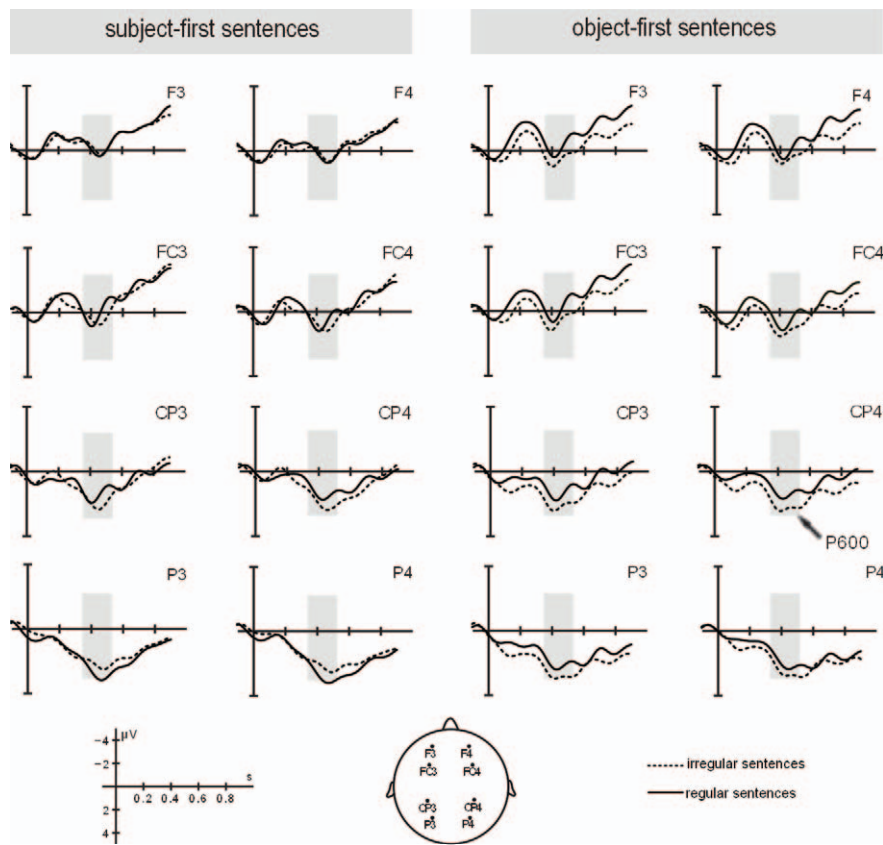 subject-first sentences
object-first sentences
F3
F4
F3
F4
FC3
FC4
FC3
FC4
CP3
CP4
CP3
CP4
P600
P3
P4
P3
P4
µV
-4
-2
s
0.2 0.4 0.6 0.8
2
4
F3 F4
FC3 FC4
CP3 CP4
P3 P4
irregular sentences
regular sentences